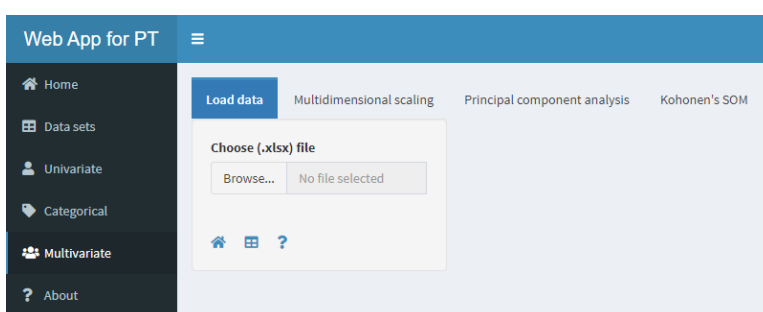 Web App for PT
Home
Data sets
Univariate
Categorical
Multivariate
? About
Load data Multidimensional scaling Principal component analysis Kohonen's SOM
Choose (.xlsx) file
Browse... No file selected
?